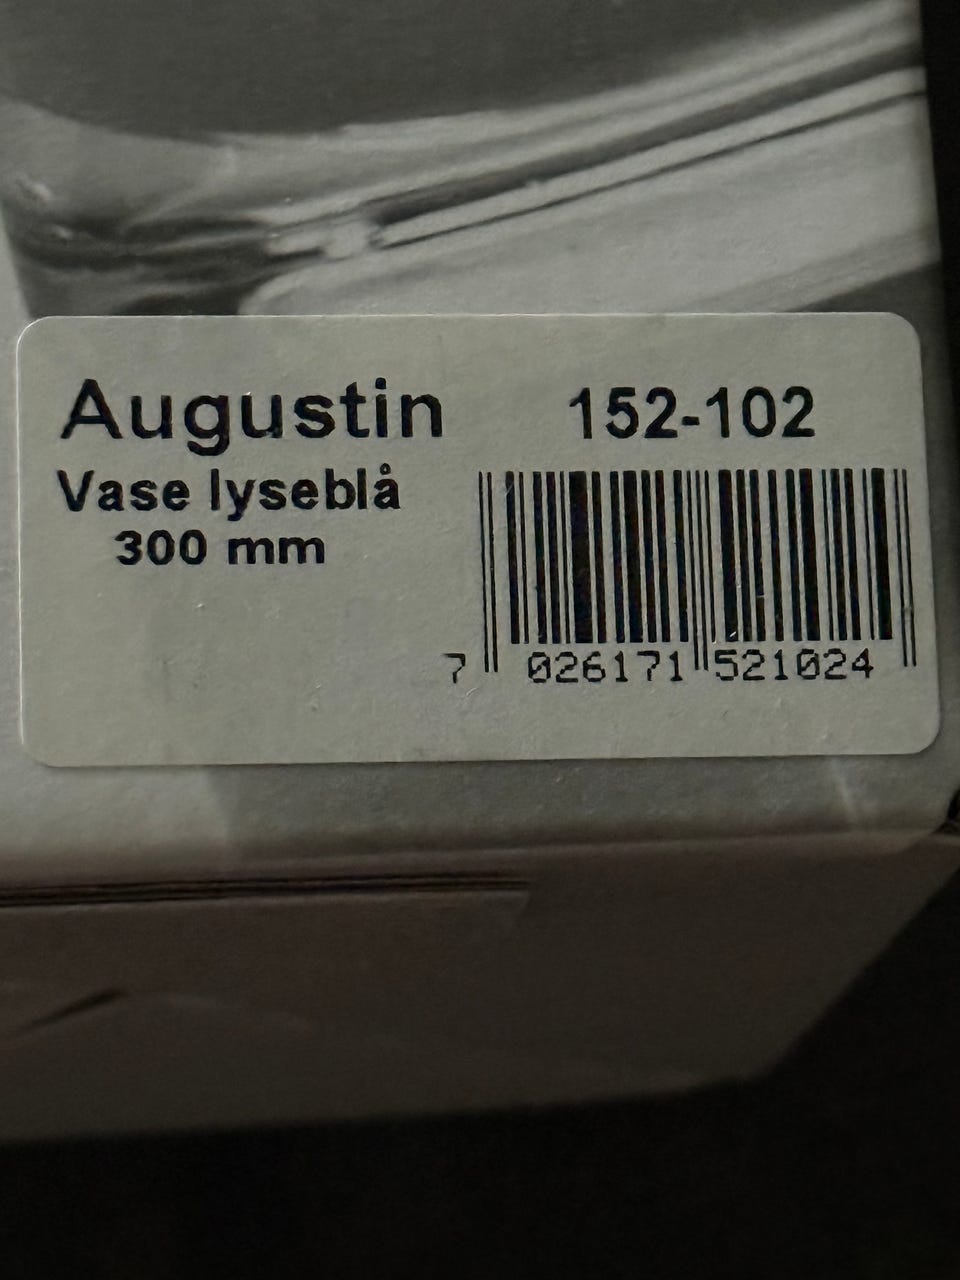 Augustin 152-102
Vase lyseblå
300 mm
7 026171 521024